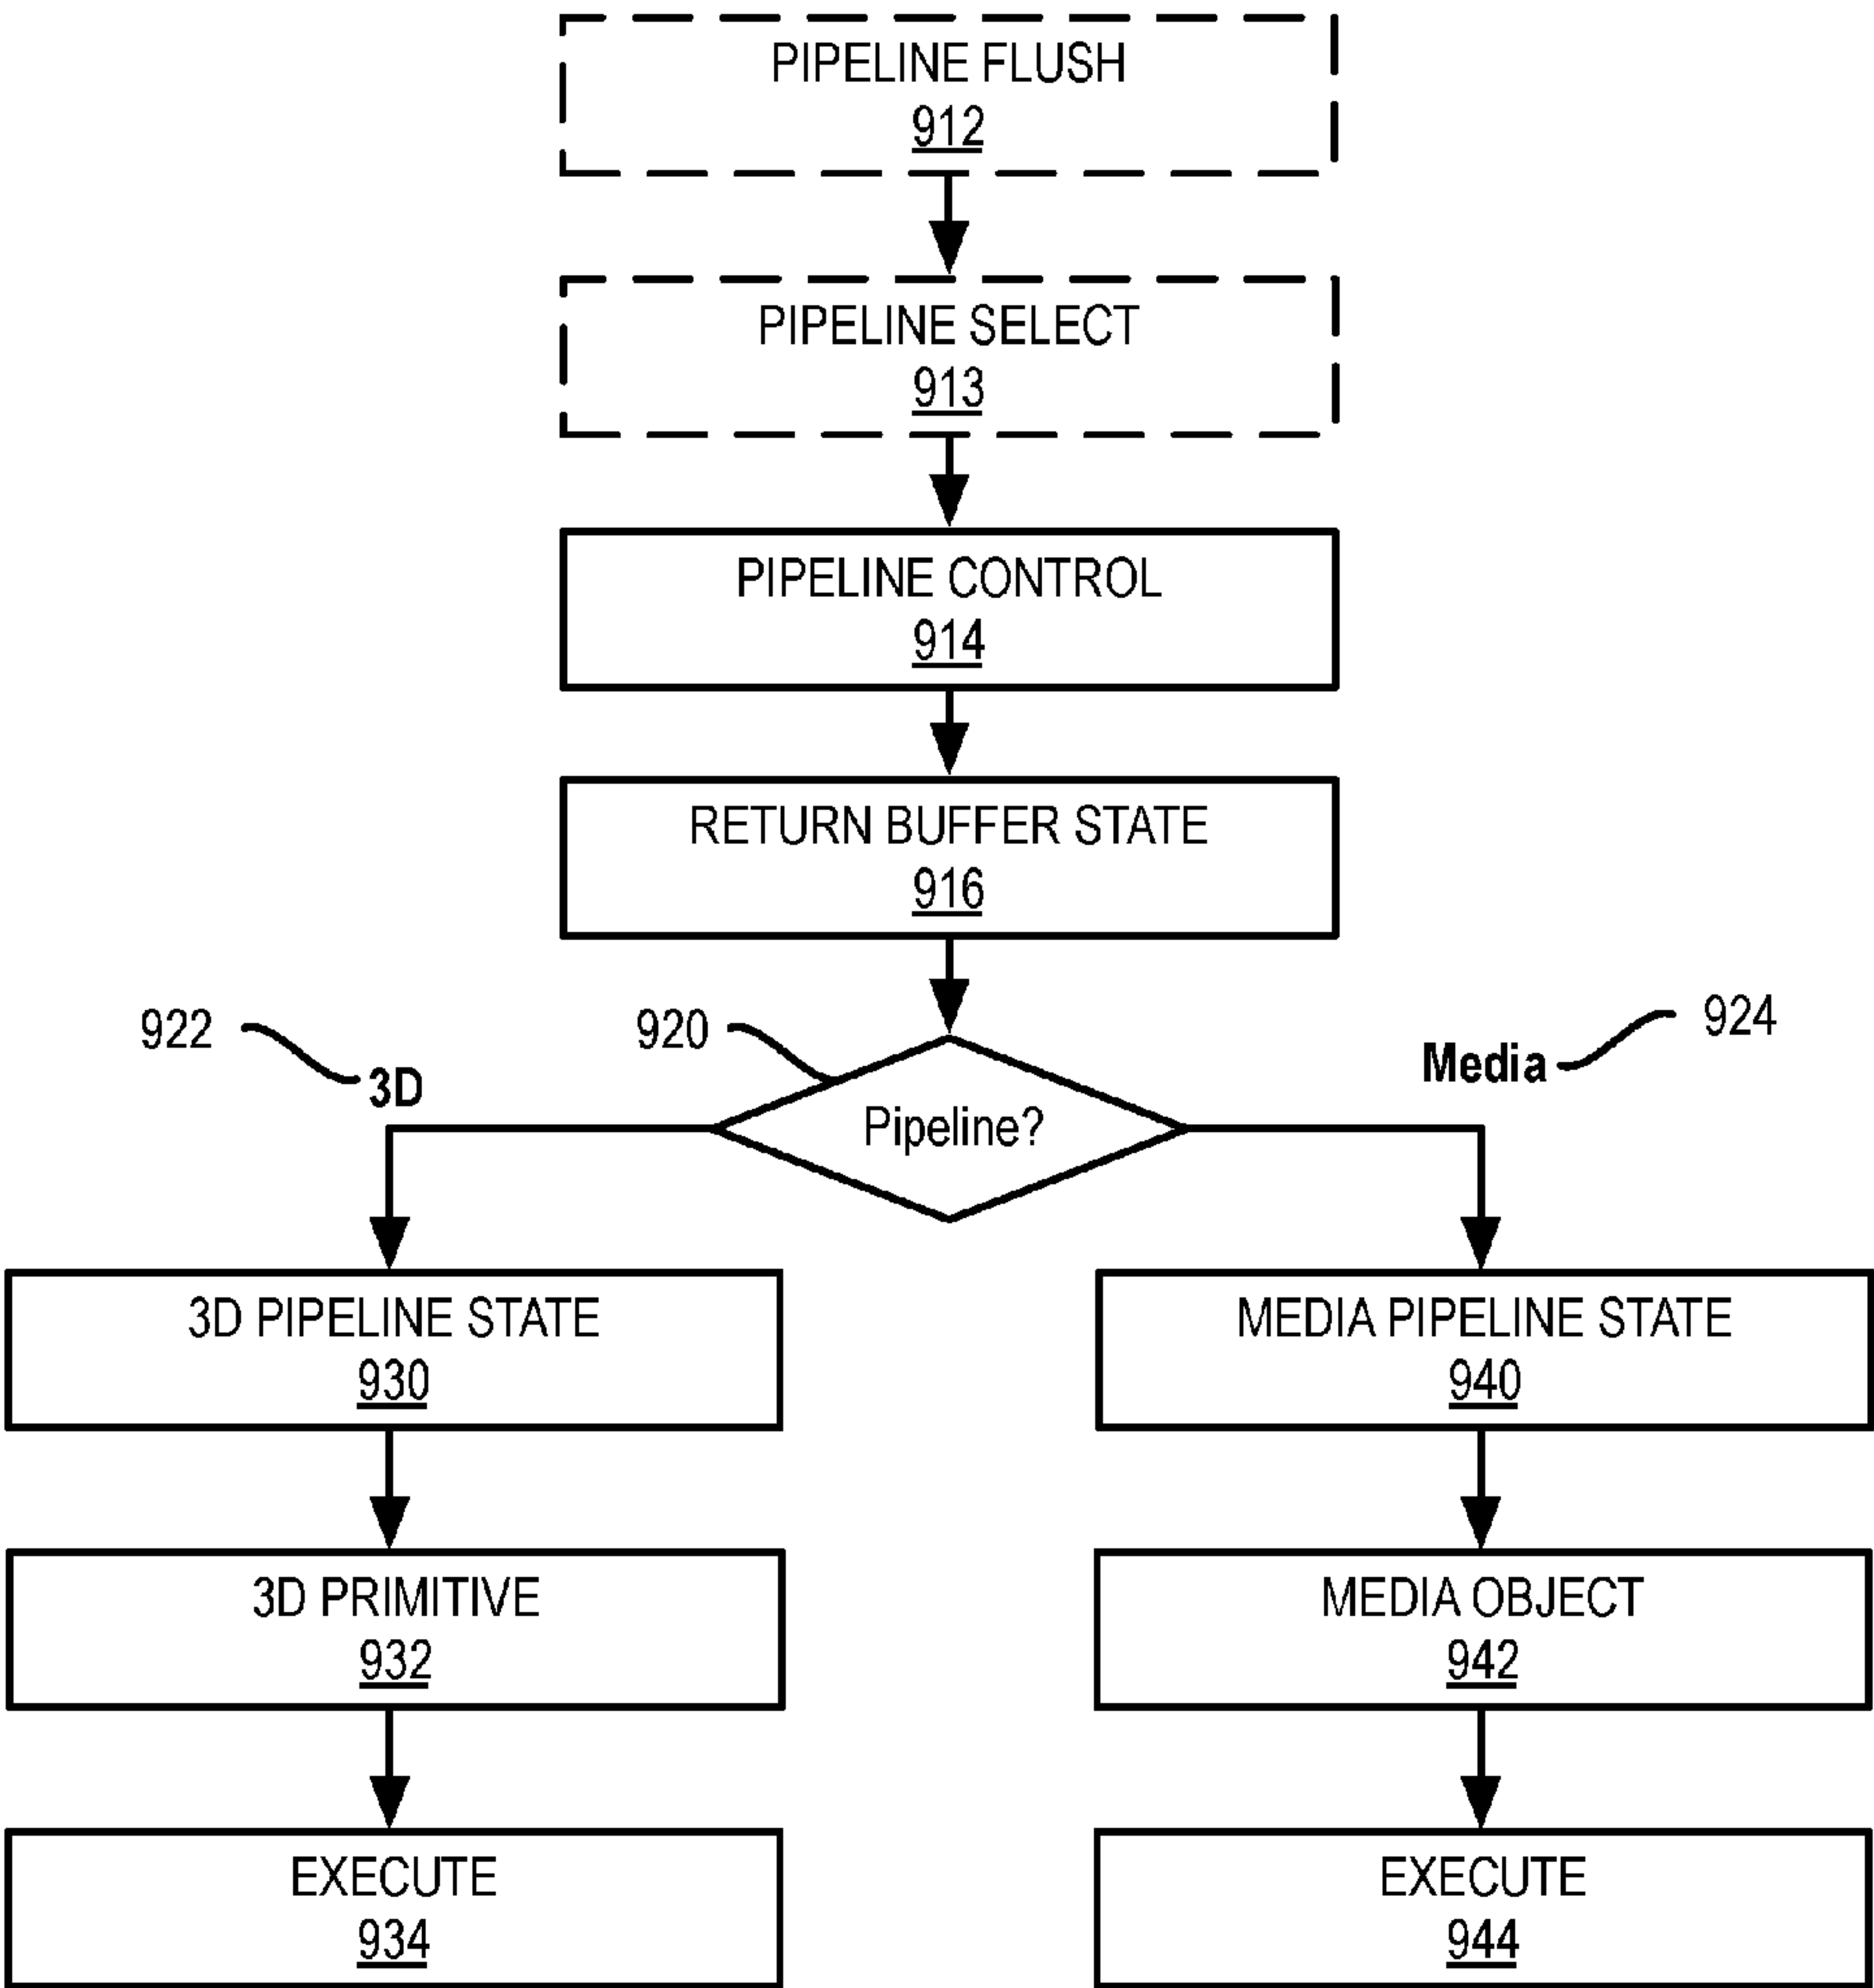 PIPELINE FLUSH
912
PIPELINE SELECT
913
PIPELINE CONTROL
914
RETURN BUFFER STATE
916
922
3D
920
Pipeline?
Media
924
3D PIPELINE STATE
930
MEDIA PIPELINE STATE
940
3D PRIMITIVE
932
MEDIA OBJECT
942
EXECUTE
934
EXECUTE
944